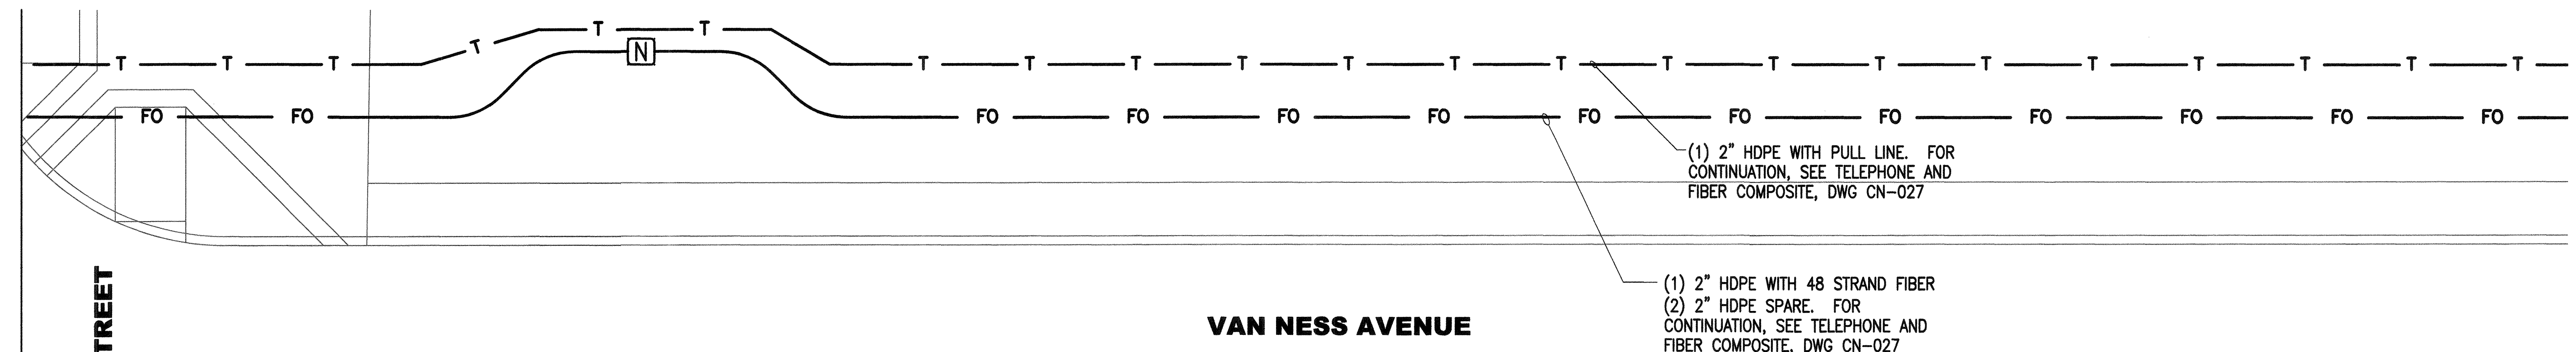 T T
T T T T N T T T T T T T T T T T T T T T T
FO FO FO FO FO FO FO FO FO FO FO FO FO
(1) 2" HDPE WITH PULL LINE. FOR
CONTINUATION, SEE TELEPHONE AND
FIBER COMPOSITE, DWG CN-027
(1) 2" HDPE WITH 48 STRAND FIBER
(2) 2" HDPE SPARE. FOR
CONTINUATION, SEE TELEPHONE AND
FIBER COMPOSITE, DWG CN-027
VAN NESS AVENUE
TREET